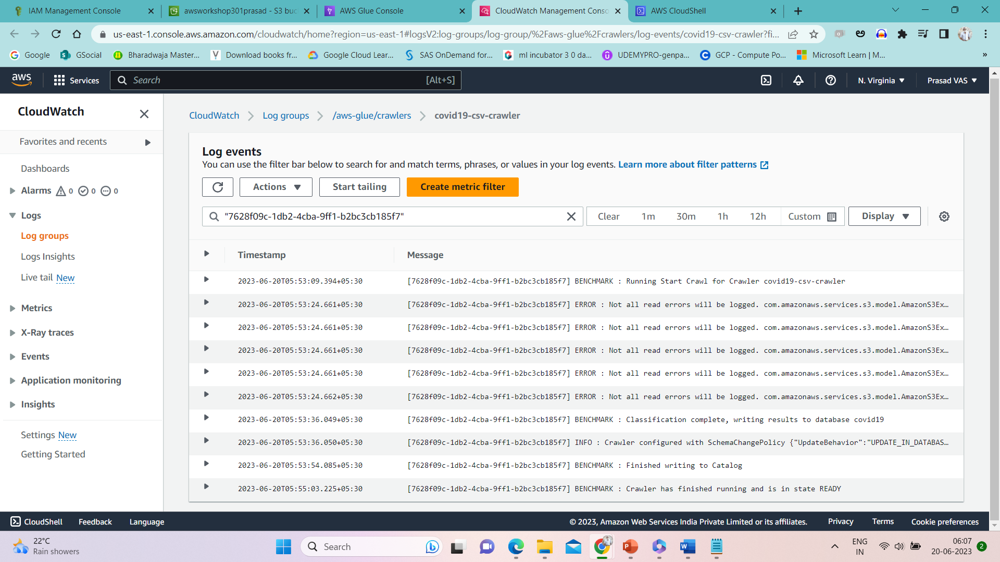 IAM Management Console
awsworkshop301prasad - S3 buc
AWS Glue Console
CloudWatch Management Conso
AWS CloudShell
us-east-1.console.aws.amazon.com/cloudwatch/home?region=us-east-1#logsV2:log-groups/log-group/%2Faws-glue%2Fcrawlers/log-events/covid19-csv-crawler?fi...
Google
GSocial
Bharadwaja Master...
Download books fr...
Google Cloud Lear...
SAS OnDemand for...
ml incubator 3 0 da...
UDEMYPRO-genpa...
GCP - Compute Po...
Microsoft Learn | M...
»
aws
Services
Search
[Alt+S]
N. Virginia
Prasad VAS
CloudWatch
Favorites and recents
Dashboards
Alarms 0 0 0
Logs
Log groups
Logs Insights
Live tail New
Metrics
X-Ray traces
Events
Application monitoring
Insights
Settings New
Getting Started
CloudWatch
Log groups
/aws-glue/crawlers
covid19-csv-crawler
Log events
You can use the filter bar below to search for and match terms, phrases, or values in your log events. Learn more about filter patterns
Actions
Start tailing
Create metric filter
"7628f09c-1db2-4cba-9ff1-b2bc3cb185f7"
Clear
1m
30m
1h
12h
Custom
Display
Timestamp
Message
2023-06-20T05:53:09.394+05:30 [7628f09c-1db2-4cba-9ff1-b2bc3cb185f7] BENCHMARK : Running Start Crawl for Crawler covid19-csv-crawler
2023-06-20T05:53:24.661+05:30 [7628f09c-1db2-4cba-9ff1-b2bc3cb185f7] ERROR : Not all read errors will be logged. com.amazonaws.services.s3.model.AmazonS3Ex…
2023-06-20T05:53:24.661+05:30 [7628f09c-1db2-4cba-9ff1-b2bc3cb185f7] ERROR : Not all read errors will be logged. com.amazonaws.services.s3.model.AmazonS3Ex…
2023-06-20T05:53:24.661+05:30 [7628f09c-1db2-4cba-9ff1-b2bc3cb185f7] ERROR : Not all read errors will be logged. com.amazonaws.services.s3.model.AmazonS3Ex…
2023-06-20T05:53:24.661+05:30 [7628f09c-1db2-4cba-9ff1-b2bc3cb185f7] ERROR : Not all read errors will be logged. com.amazonaws.services.s3.model.AmazonS3Ex…
2023-06-20T05:53:24.662+05:30 [7628f09c-1db2-4cba-9ff1-b2bc3cb185f7] ERROR : Not all read errors will be logged. com.amazonaws.services.s3.model.AmazonS3Ex…
2023-06-20T05:53:36.049+05:30 [7628f09c-1db2-4cba-9ff1-b2bc3cb185f7] BENCHMARK : Classification complete, writing results to database covid19
2023-06-20T05:53:36.050+05:30 [7628f09c-1db2-4cba-9ff1-b2bc3cb185f7] INFO : Crawler configured with SchemaChangePolicy {"UpdateBehavior":"UPDATE_IN_DATABAS…
2023-06-20T05:53:54.085+05:30 [7628f09c-1db2-4cba-9ff1-b2bc3cb185f7] BENCHMARK : Finished writing to Catalog
2023-06-20T05:55:03.225+05:30 [7628f09c-1db2-4cba-9ff1-b2bc3cb185f7] BENCHMARK : Crawler has finished running and is in state READY
CloudShell
Feedback
Language
© 2023, Amazon Web Services India Private Limited or its affiliates.
Privacy
Terms
Cookie preferences
22°C
Rain showers
Search
ENG
IN
06:07
20-06-2023
2